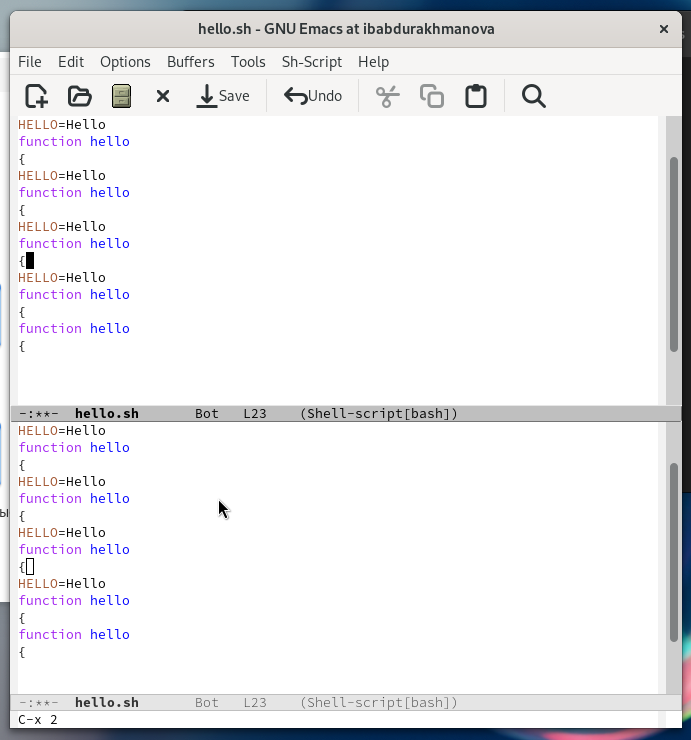 hello.sh - GNU Emacs at ibabdurakhmanova
File Edit Options Buffers Tools Sh-Script Help
Save Undo
HELLO=Hello
function hello
{
HELLO=Hello
function hello
{
HELLO=Hello
function hello
{
HELLO=Hello
function hello
{
function hello
{
-:**- hello.sh Bot L23 (Shell-script[bash])
HELLO=Hello
function hello
{
HELLO=Hello
function hello
{
HELLO=Hello
function hello
{
HELLO=Hello
function hello
{
function hello
{
-:**- hello.sh Bot L23 (Shell-script[bash])
C-x 2